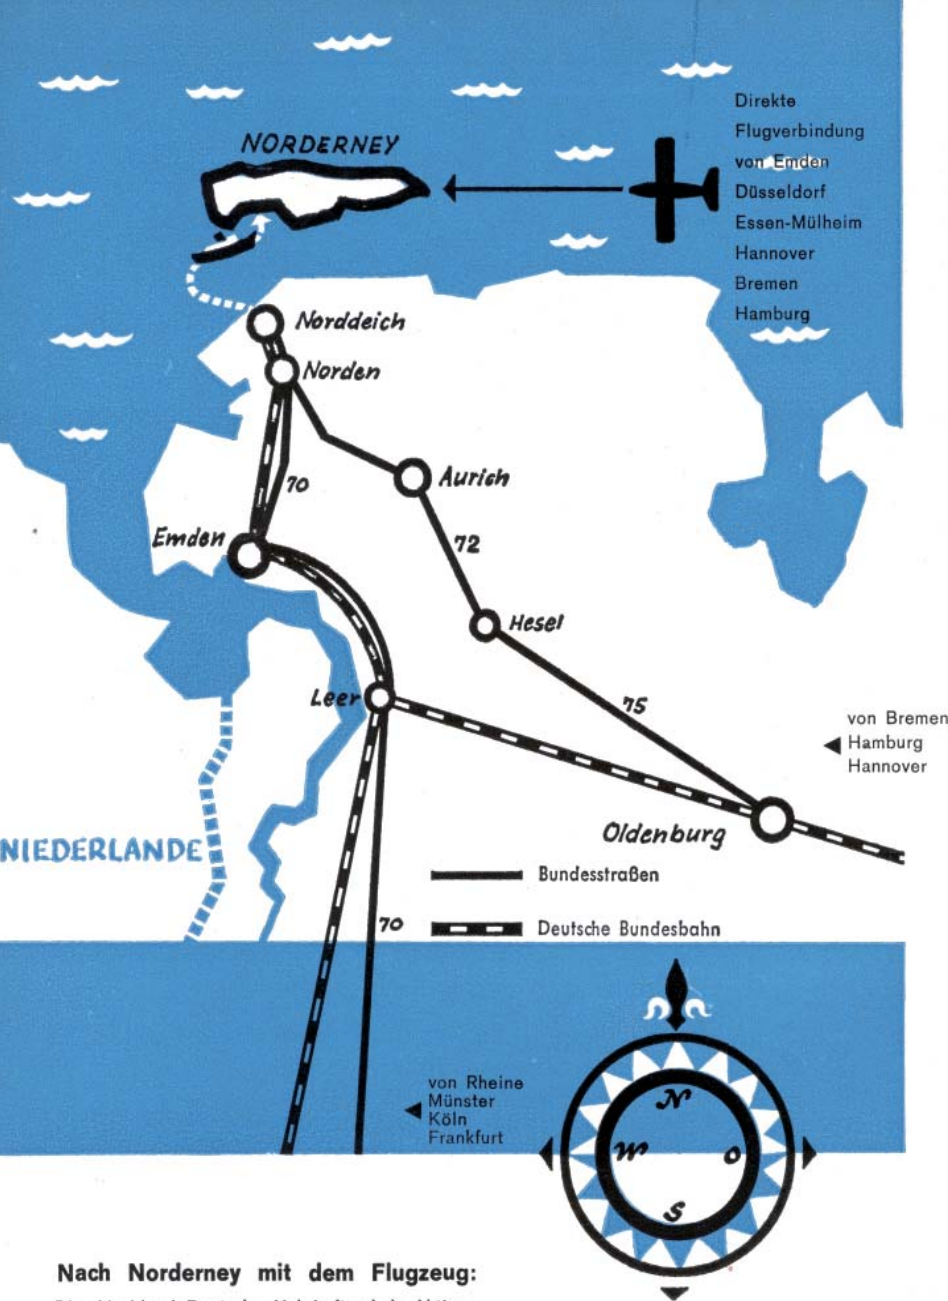 NORDERNEY
Direkte
Flugverbindung
von Emden
Düsseldorf
Essen-Mülheim
Hannover
Bremen
Hamburg
Norddeich
Norden
Aurich
70
Emden
72
Hesel
Leer
75
von Bremen
Hamburg
Hannover
Oldenburg
NIEDERLANDE
Bundesstraßen
70
Deutsche Bundesbahn
von Rheine
Münster
Köln
Frankfurt
N
W O
S
Nach Norderney mit dem Flugzeug: